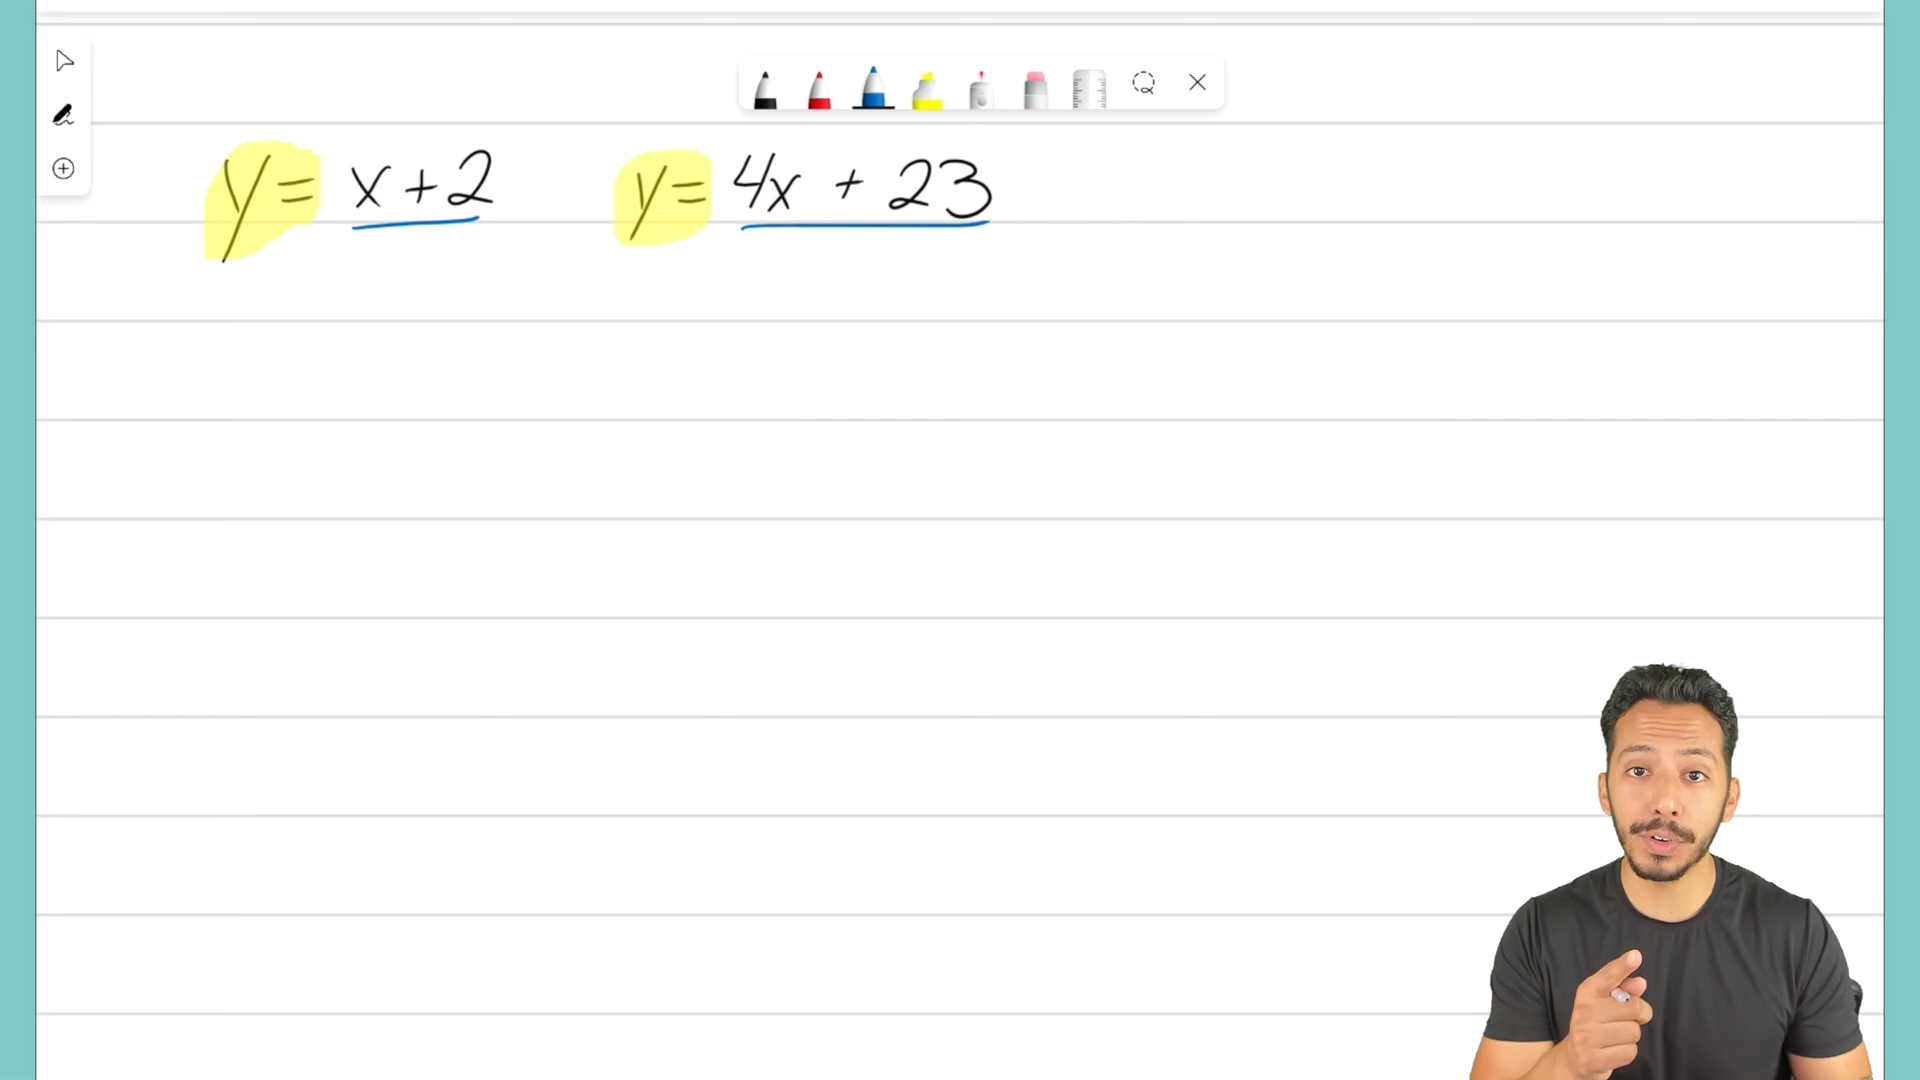 y= x+2 y= 4x + 23